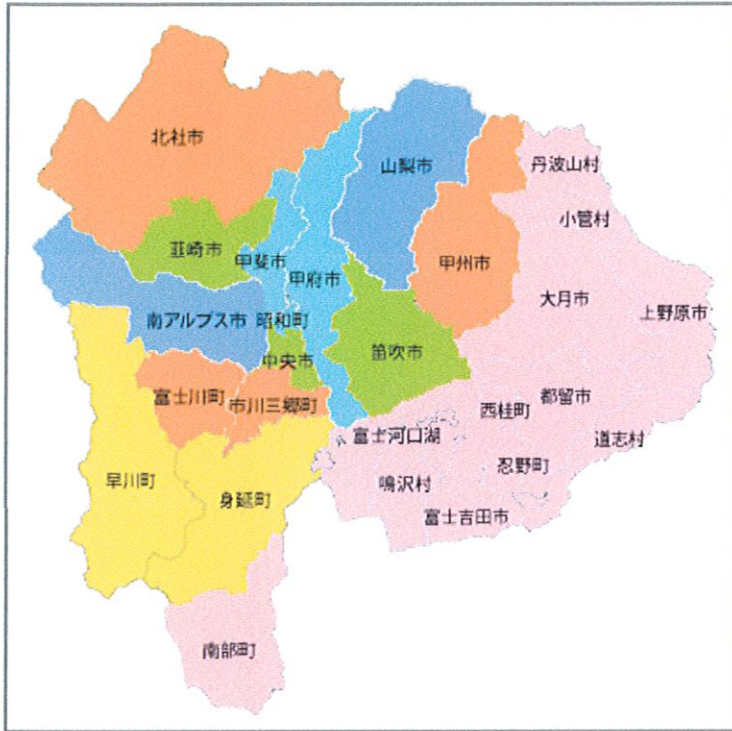 北社市
山梨市
丹波山村
小菅村
韮崎市
甲斐市
甲府市
甲州市
大月市
上野原市
南アルプス市
昭和町
中央市
笛吹市
富士川町
市川三郷町
西桂町
都留市
富士河口湖
道志村
早川町
身延町
鳴沢村
忍野町
富士吉田市
南部町